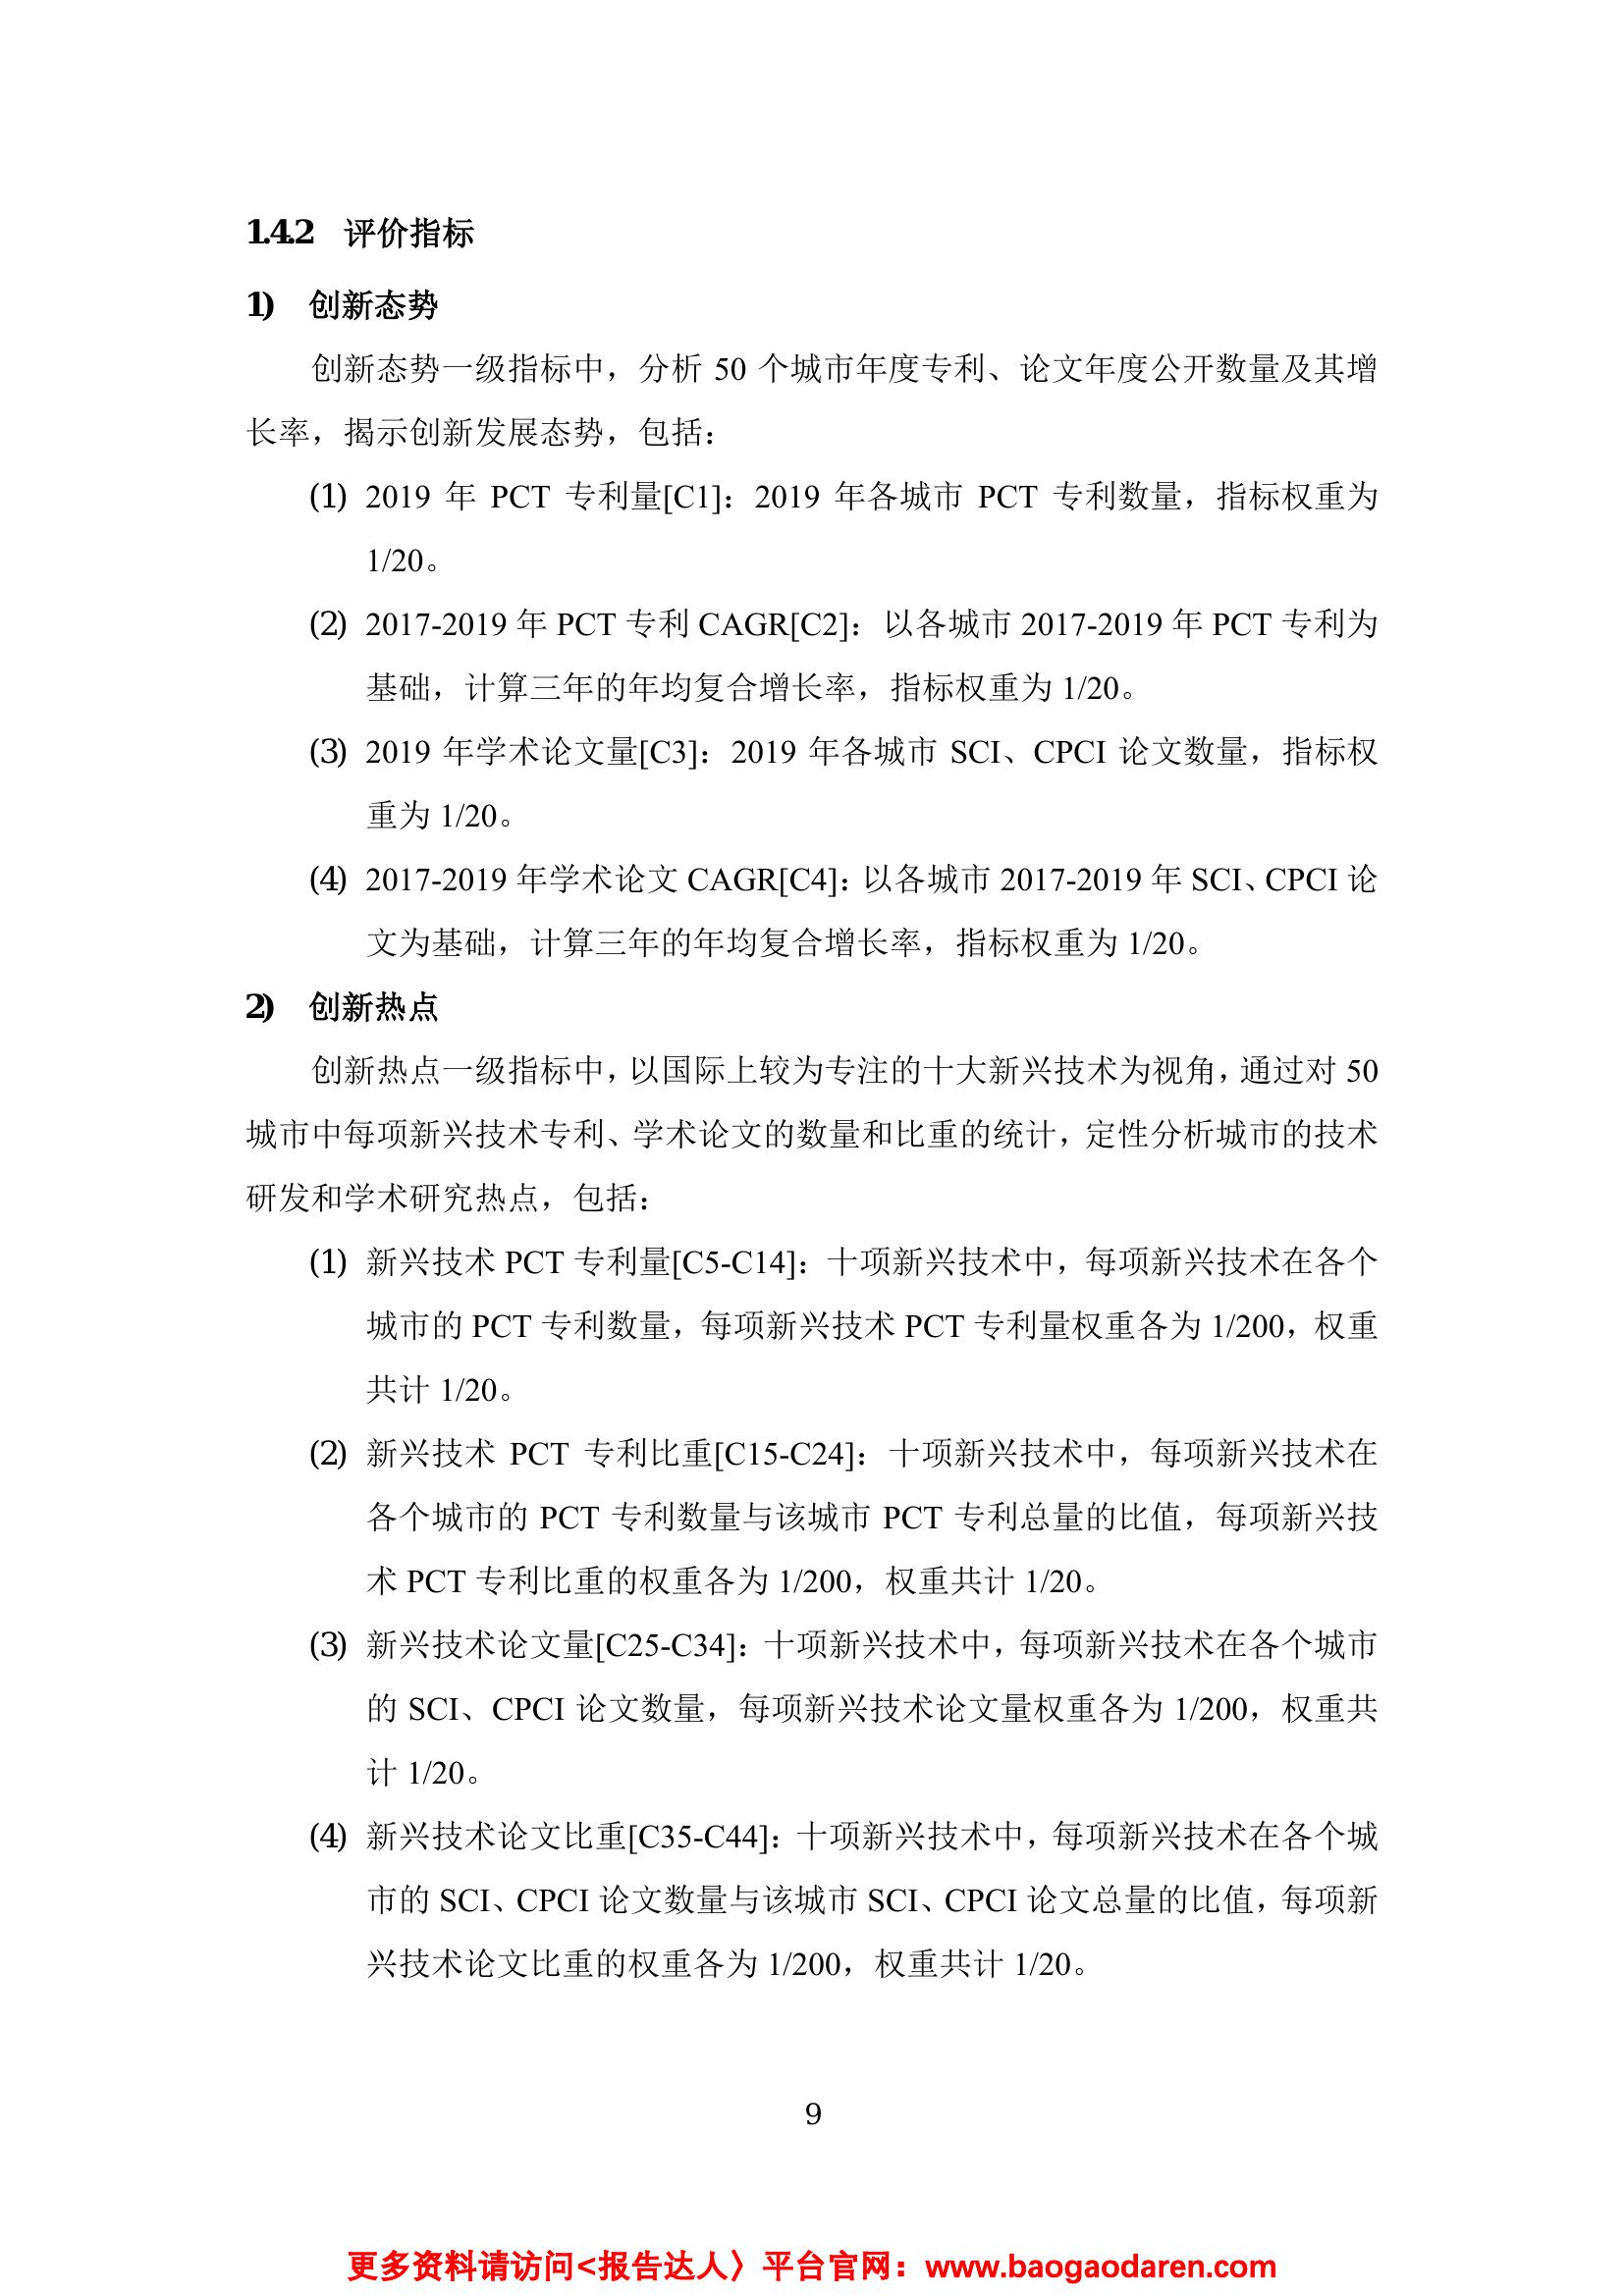 1.4.2 评价指标
1) 创新态势
创新态势一级指标中，分析 50 个城市年度专利、论文年度公开数量及其增
长率，揭示创新发展态势，包括：
(1) 2019 年 PCT 专利量[C1]：2019 年各城市 PCT 专利数量，指标权重为
1/20。
(2) 2017-2019 年 PCT 专利 CAGR[C2]：以各城市 2017-2019 年 PCT 专利为
基础，计算三年的年均复合增长率，指标权重为 1/20。
(3) 2019 年学术论文量[C3]：2019 年各城市 SCI、CPCI 论文数量，指标权
重为 1/20。
(4) 2017-2019 年学术论文 CAGR[C4]：以各城市 2017-2019 年 SCI、CPCI 论
文为基础，计算三年的年均复合增长率，指标权重为 1/20。
2) 创新热点
创新热点一级指标中，以国际上较为专注的十大新兴技术为视角，通过对 50
城市中每项新兴技术专利、学术论文的数量和比重的统计，定性分析城市的技术
研发和学术研究热点，包括：
(1) 新兴技术 PCT 专利量[C5-C14]：十项新兴技术中，每项新兴技术在各个
城市的 PCT 专利数量，每项新兴技术 PCT 专利量权重各为 1/200，权重
共计 1/20。
(2) 新兴技术 PCT 专利比重[C15-C24]：十项新兴技术中，每项新兴技术在
各个城市的 PCT 专利数量与该城市 PCT 专利总量的比值，每项新兴技
术 PCT 专利比重的权重各为 1/200，权重共计 1/20。
(3) 新兴技术论文量[C25-C34]：十项新兴技术中，每项新兴技术在各个城市
的 SCI、CPCI 论文数量，每项新兴技术论文量权重各为 1/200，权重共
计 1/20。
(4) 新兴技术论文比重[C35-C44]：十项新兴技术中，每项新兴技术在各个城
市的 SCI、CPCI 论文数量与该城市 SCI、CPCI 论文总量的比值，每项新
兴技术论文比重的权重各为 1/200，权重共计 1/20。
9
更多资料请访问<报告达人〉平台官网：www.baogaodaren.com